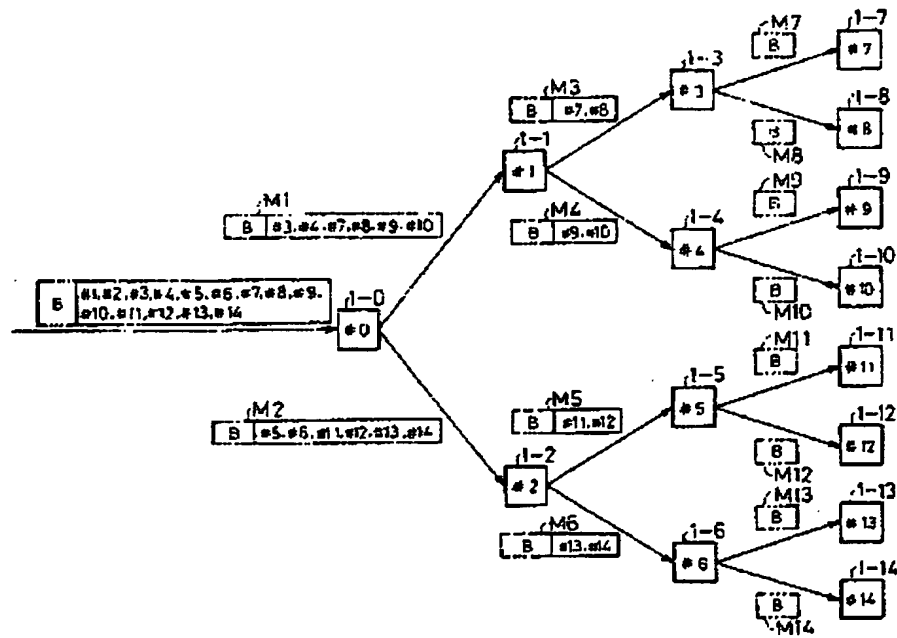 M7
1-7
B
#7
1-3
#3
M3
B #7,#8
1-8
B
#8
M8
1-1
#1
M9
1-9
B
#9
M1
B #3,#4,#7,#8,#9,#10
M4
B #9,#10
1-4
#4
1-10
B
#10
M10
B #1,#2,#3,#4,#5,#6,#7,#8,#9,
#10,#11,#12,#13,#14
1-0
#0
M11
1-11
B
#11
1-5
#5
M2
B #5,#6,#11,#12,#13,#14
M5
B #11,#12
1-12
B
#12
M12
1-2
#2
M13
1-13
B
#13
M6
B #13,#14
1-6
#6
1-14
B
#14
M14